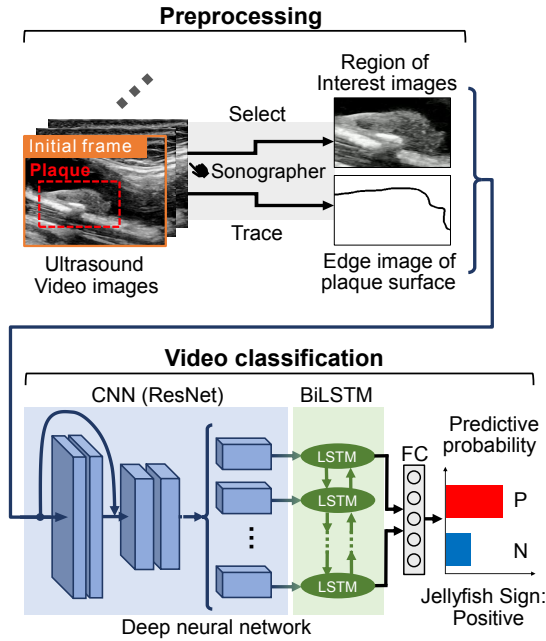 Preprocessing
Region of
Interest images
Select
Initial frame
Plaque
Sonographer
Trace
Ultrasound
Video images
Edge image of
plaque surface
Video classification
CNN (ResNet)
BiLSTM
Predictive
probability
FC
LSTM
P
LSTM
N
LSTM
Jellyfish Sign:
Positive
Deep neural network